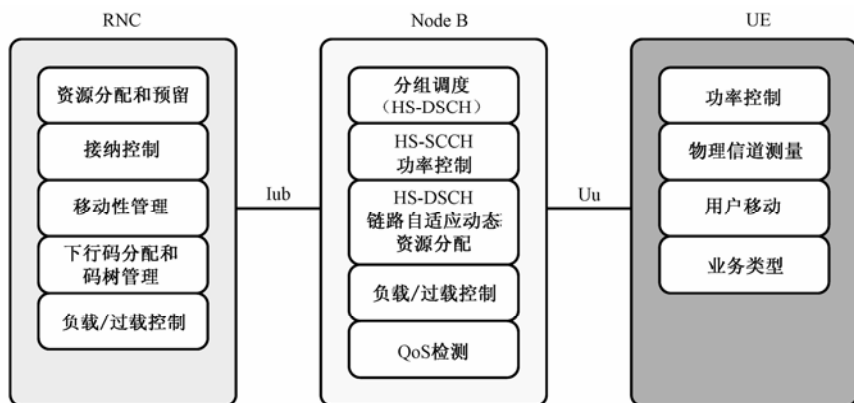 RNC
资源分配和预留
接纳控制
移动性管理
下行码分配和
码树管理
负载/过载控制
Iub
Node B
分组调度
（HS-DSCH）
HS-SCCH
功率控制
HS-DSCH
链路自适应动态
资源分配
负载/过载控制
QoS检测
Uu
UE
功率控制
物理信道测量
用户移动
业务类型